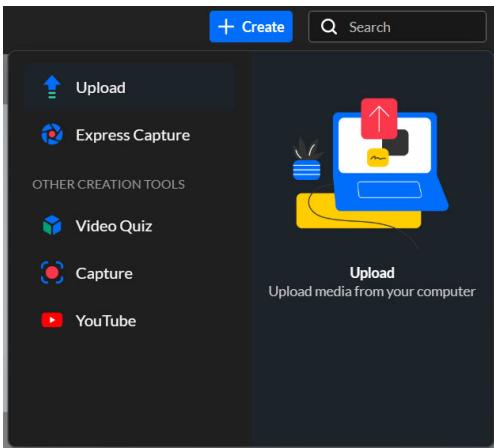 + Create
Search
Upload
Express Capture
OTHER CREATION TOOLS
Video Quiz
Capture
YouTube
Upload
Upload media from your computer